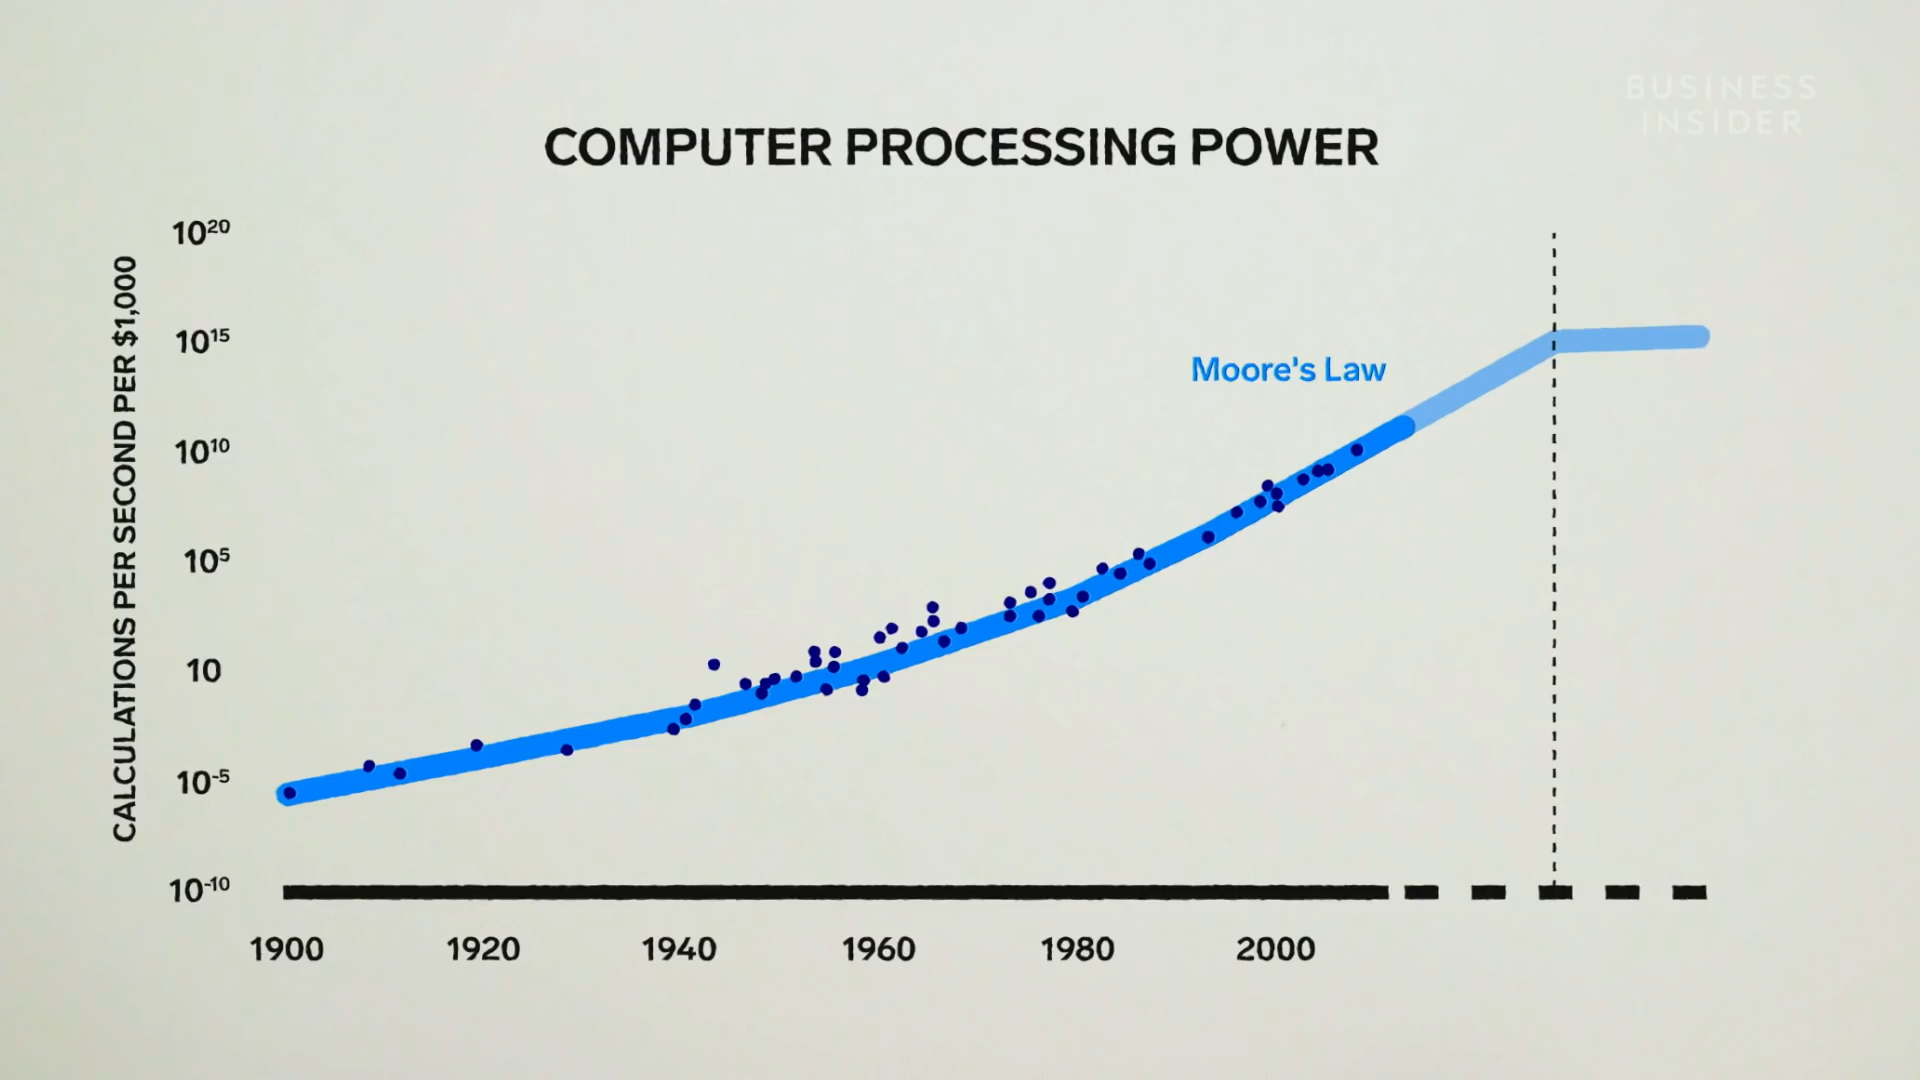 BUSINESS
INSIDER
COMPUTER PROCESSING POWER
CALCULATIONS PER SECOND PER $1,000
10²⁰
10¹⁵
10¹⁰
10⁵
10
10⁻⁵
10⁻¹⁰
Moore's Law
1900 1920 1940 1960 1980 2000